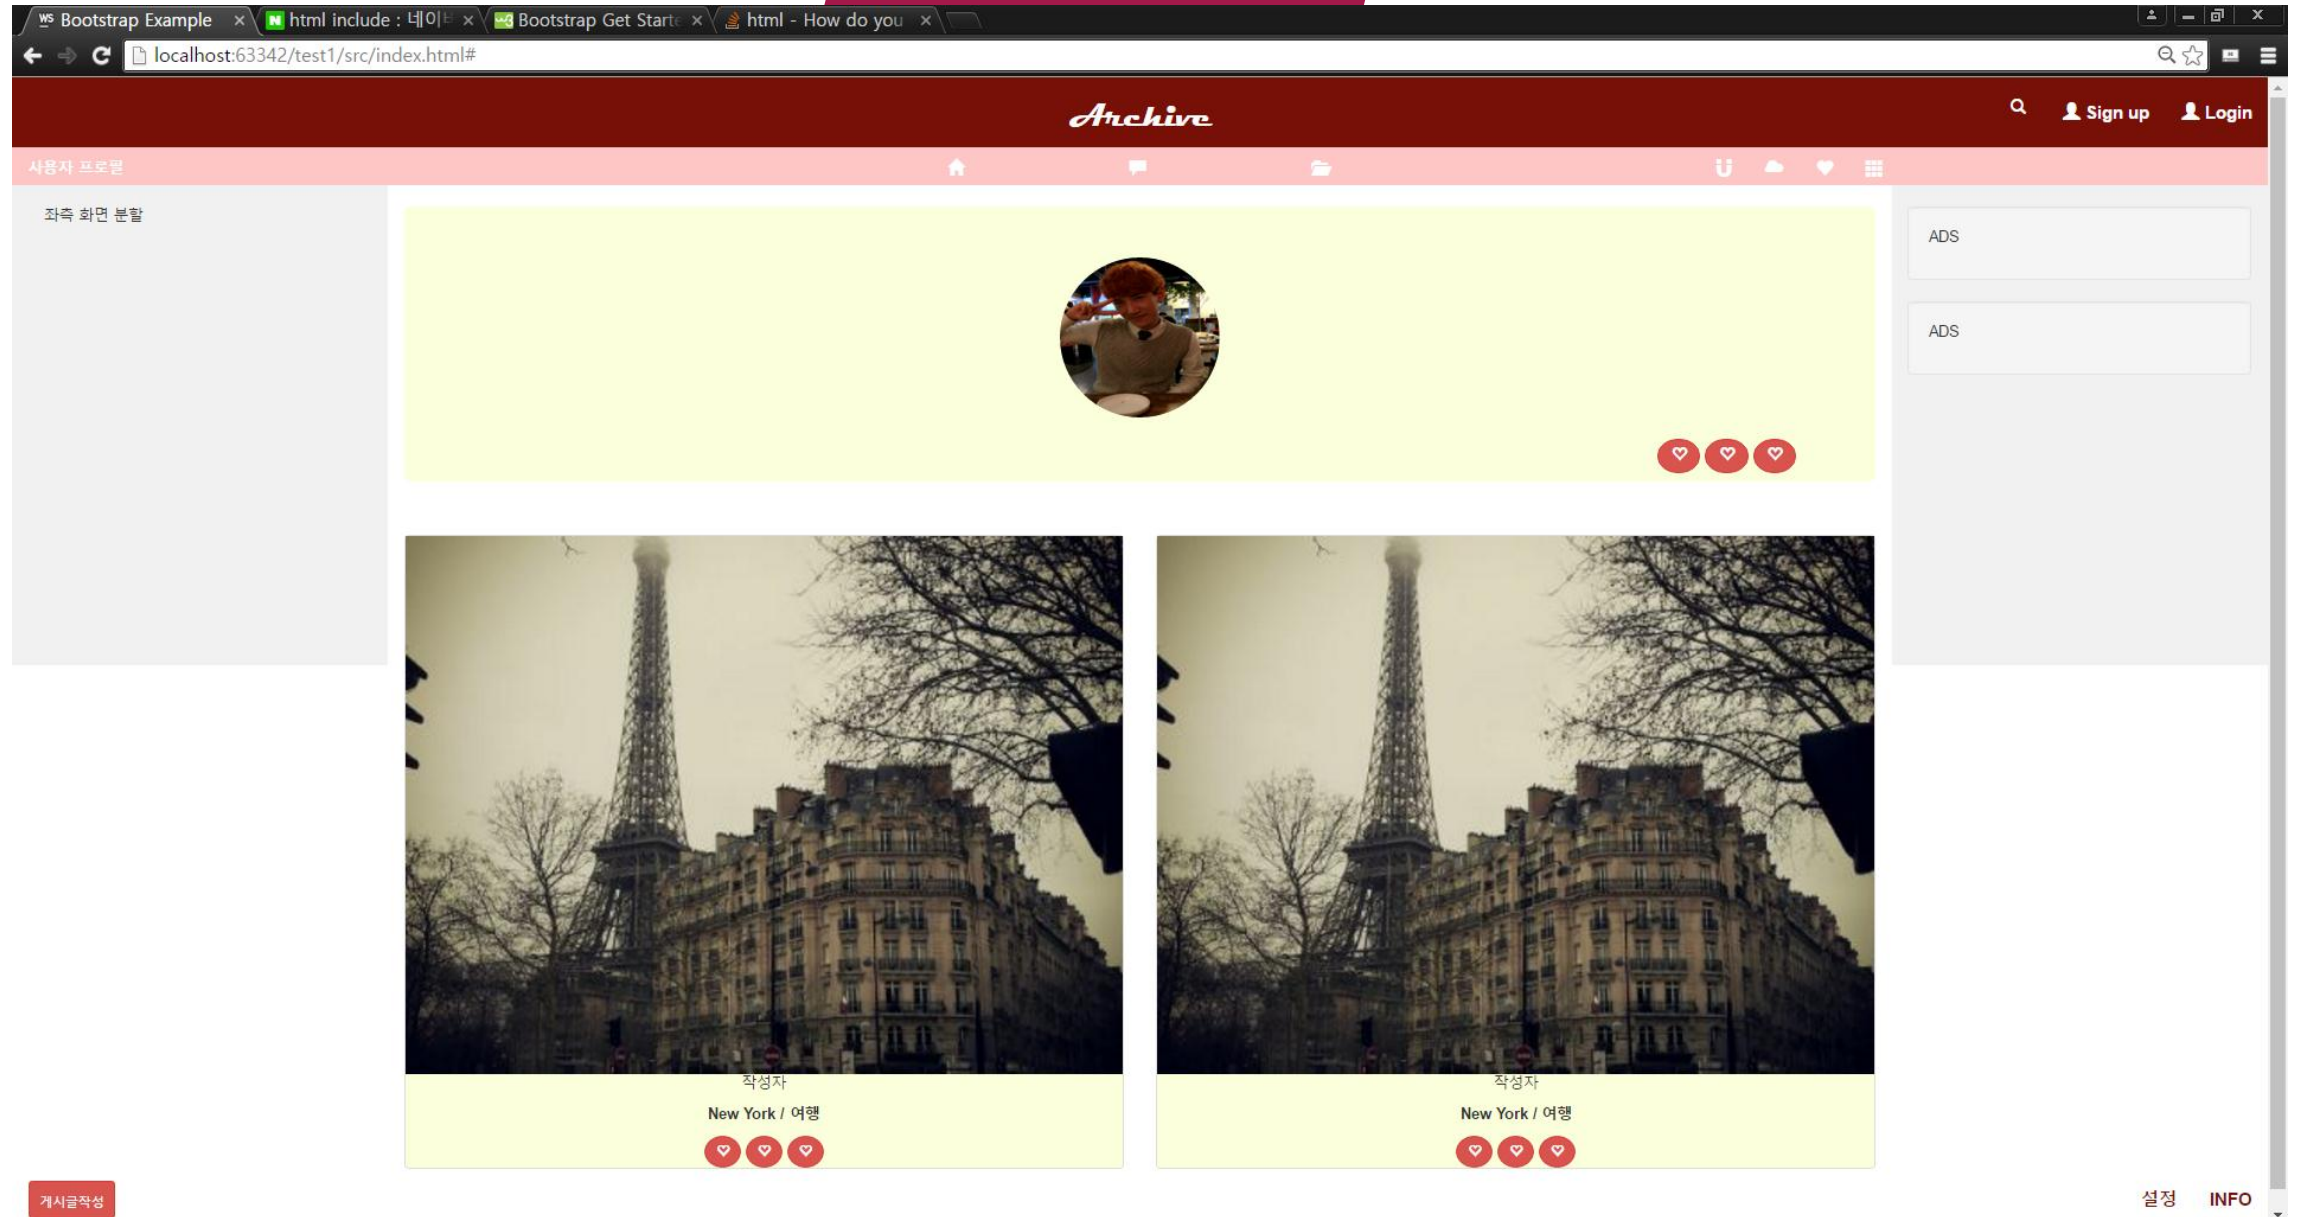 Bootstrap Example
html include : 네이버
Bootstrap Get Starte
html - How do you
localhost:63342/test1/src/index.html#
Archive
Sign up
Login
사용자 프로필
좌측 화면 분할
ADS
ADS
작성자
New York / 여행
작성자
New York / 여행
게시글작성
설정
INFO